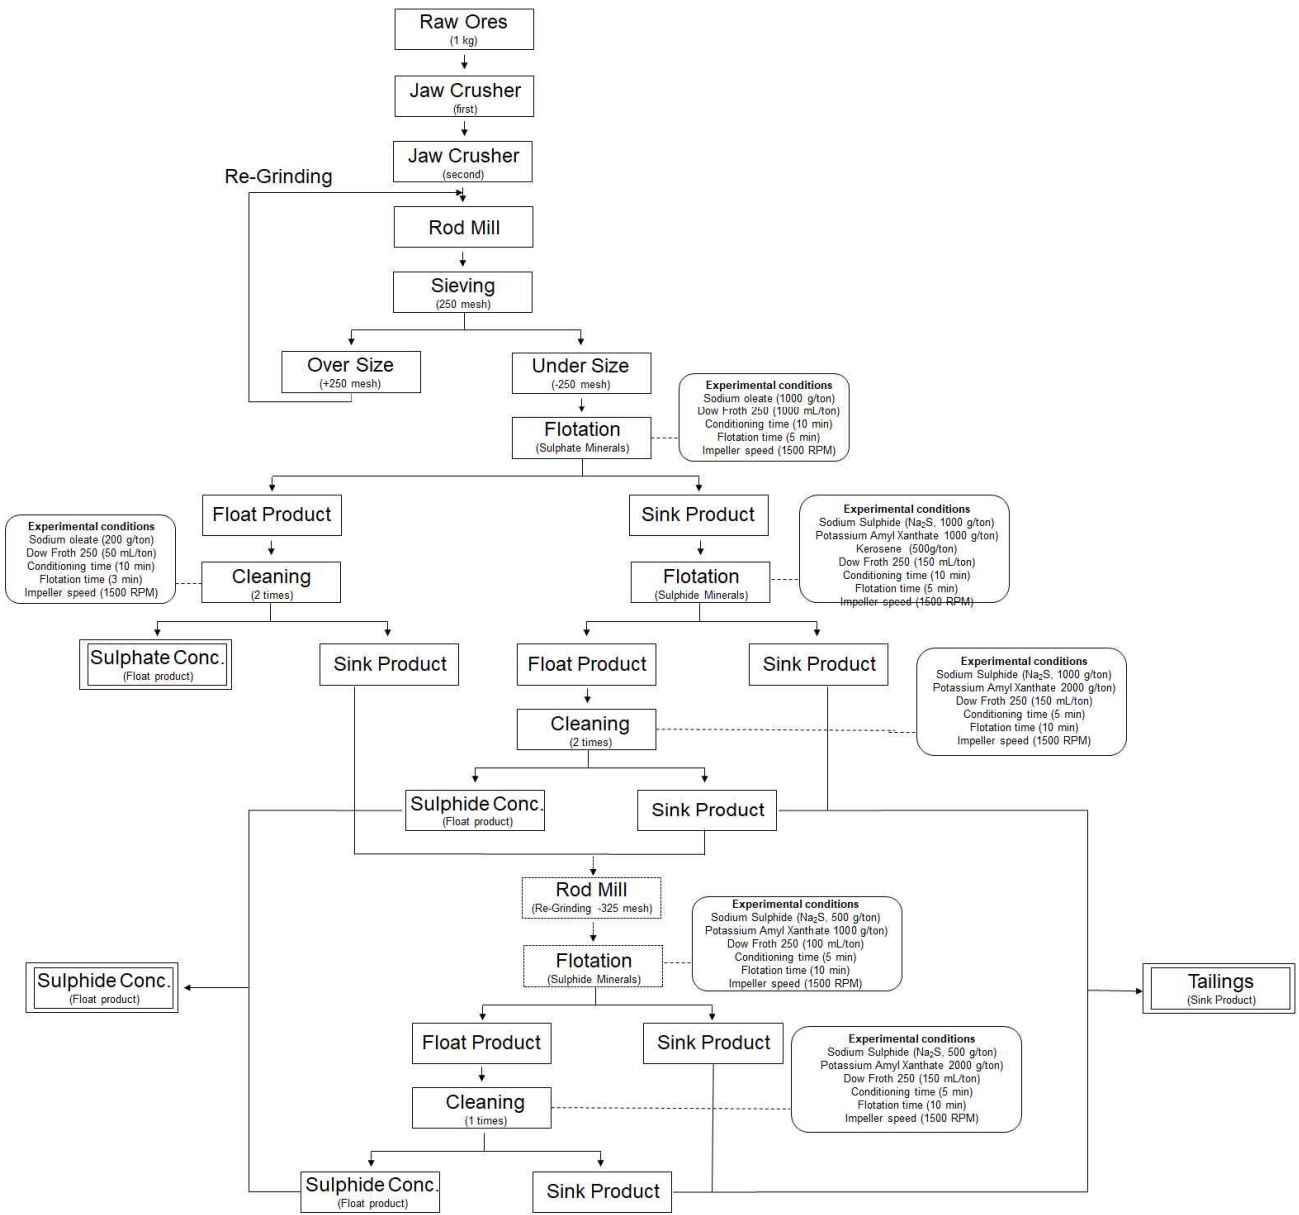 Raw Ores
(1 kg)
Jaw Crusher
(first)
Jaw Crusher
(second)
Re-Grinding
Rod Mill
Sieving
(250 mesh)
Over Size
(+250 mesh)
Under Size
(-250 mesh)
Experimental conditions
Sodium oleate (1000 g/ton)
Dow Froth 250 (1000 mL/ton)
Conditioning time (10 min)
Flotation time (5 min)
Impeller speed (1500 RPM)
Flotation
(Sulphate Minerals)
Float Product
Sink Product
Experimental conditions
Sodium oleate (200 g/ton)
Dow Froth 250 (50 mL/ton)
Conditioning time (10 min)
Flotation time (3 min)
Impeller speed (1500 RPM)
Cleaning
(2 times)
Flotation
(Sulphide Minerals)
Experimental conditions
Sodium Sulphide (Na₂S, 1000 g/ton)
Potassium Amyl Xanthate 1000 g/ton)
Kerosene (500g/ton)
Dow Froth 250 (150 mL/ton)
Conditioning time (10 min)
Flotation time (5 min)
Impeller speed (1500 RPM)
Sulphate Conc.
(Float product)
Sink Product
Float Product
Sink Product
Experimental conditions
Sodium Sulphide (Na₂S, 1000 g/ton)
Potassium Amyl Xanthate 2000 g/ton)
Dow Froth 250 (150 mL/ton)
Conditioning time (5 min)
Flotation time (10 min)
Impeller speed (1500 RPM)
Cleaning
(2 times)
Sulphide Conc.
(Float product)
Sink Product
Rod Mill
(Re-Grinding -325 mesh)
Experimental conditions
Sodium Sulphide (Na₂S, 500 g/ton)
Potassium Amyl Xanthate 1000 g/ton)
Dow Froth 250 (100 mL/ton)
Conditioning time (5 min)
Flotation time (10 min)
Impeller speed (1500 RPM)
Flotation
(Sulphide Minerals)
Sulphide Conc.
(Float product)
Tailings
(Sink Product)
Float Product
Sink Product
Experimental conditions
Sodium Sulphide (Na₂S, 500 g/ton)
Potassium Amyl Xanthate 2000 g/ton)
Dow Froth 250 (150 mL/ton)
Conditioning time (5 min)
Flotation time (10 min)
Impeller speed (1500 RPM)
Cleaning
(1 times)
Sulphide Conc.
(Float product)
Sink Product